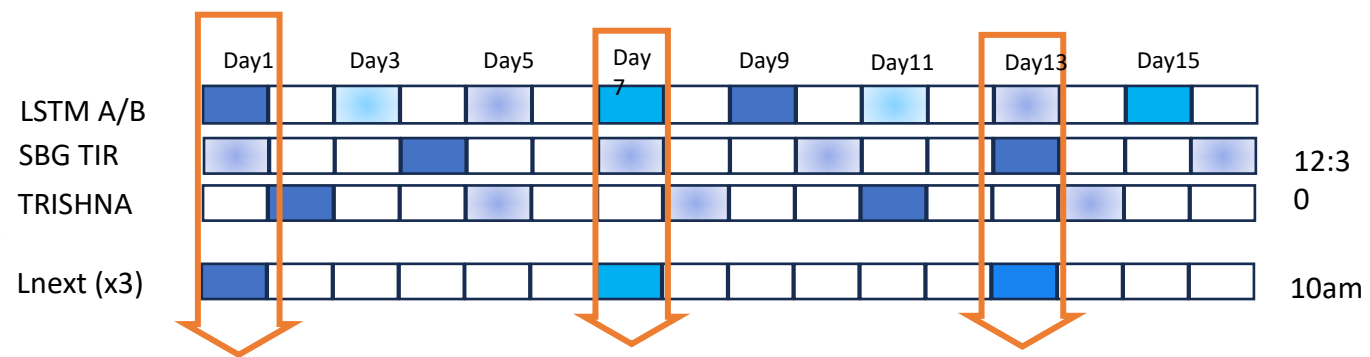 Day1 Day3 Day5 Day 7 Day9 Day11 Day13 Day15
LSTM A/B
SBG TIR
TRISHNA
12:3
0
Lnext (x3)
10am